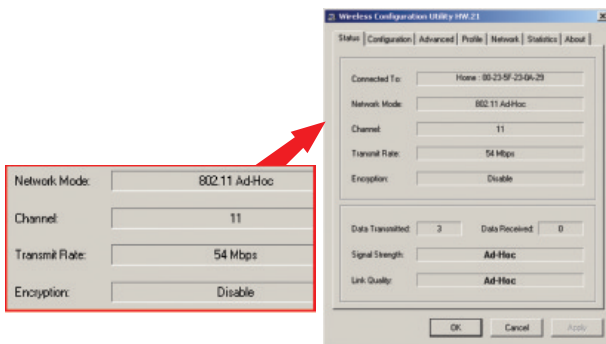 Wireless Configuration Utility HW.21
Status Configuration Advanced Profile Network Statistics About
Connected To: Home : 00-23-5F-23-0A-29
Network Mode: 802.11 Ad-Hoc
Channel: 11
Transmit Rate: 54 Mbps
Encryption: Disable
Data Transmitted: 3 Data Received: 0
Signal Strength: Ad-Hoc
Link Quality: Ad-Hoc
OK Cancel Apply
Network Mode: 802.11 Ad-Hoc
Channel: 11
Transmit Rate: 54 Mbps
Encryption: Disable